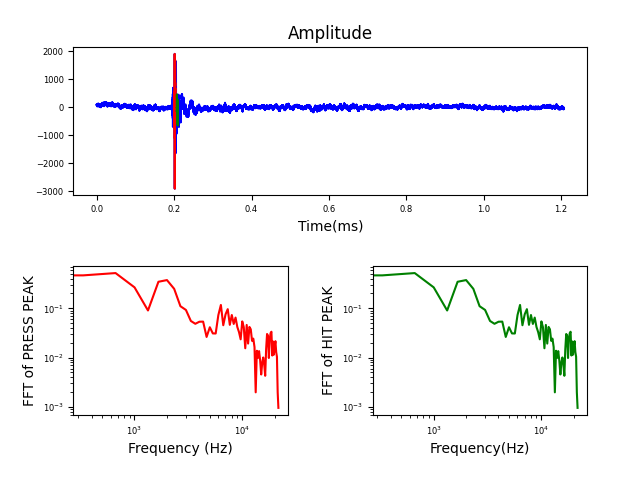 Amplitude
2000
1000
0
−1000
−2000
−3000
0.0 0.2 0.4 0.6 0.8 1.0 1.2
Time(ms)
FFT of PRESS PEAK
10⁻¹
10⁻²
10⁻³
10³ 10⁴
Frequency (Hz)
FFT of HIT PEAK
10⁻¹
10⁻²
10⁻³
10³ 10⁴
Frequency(Hz)